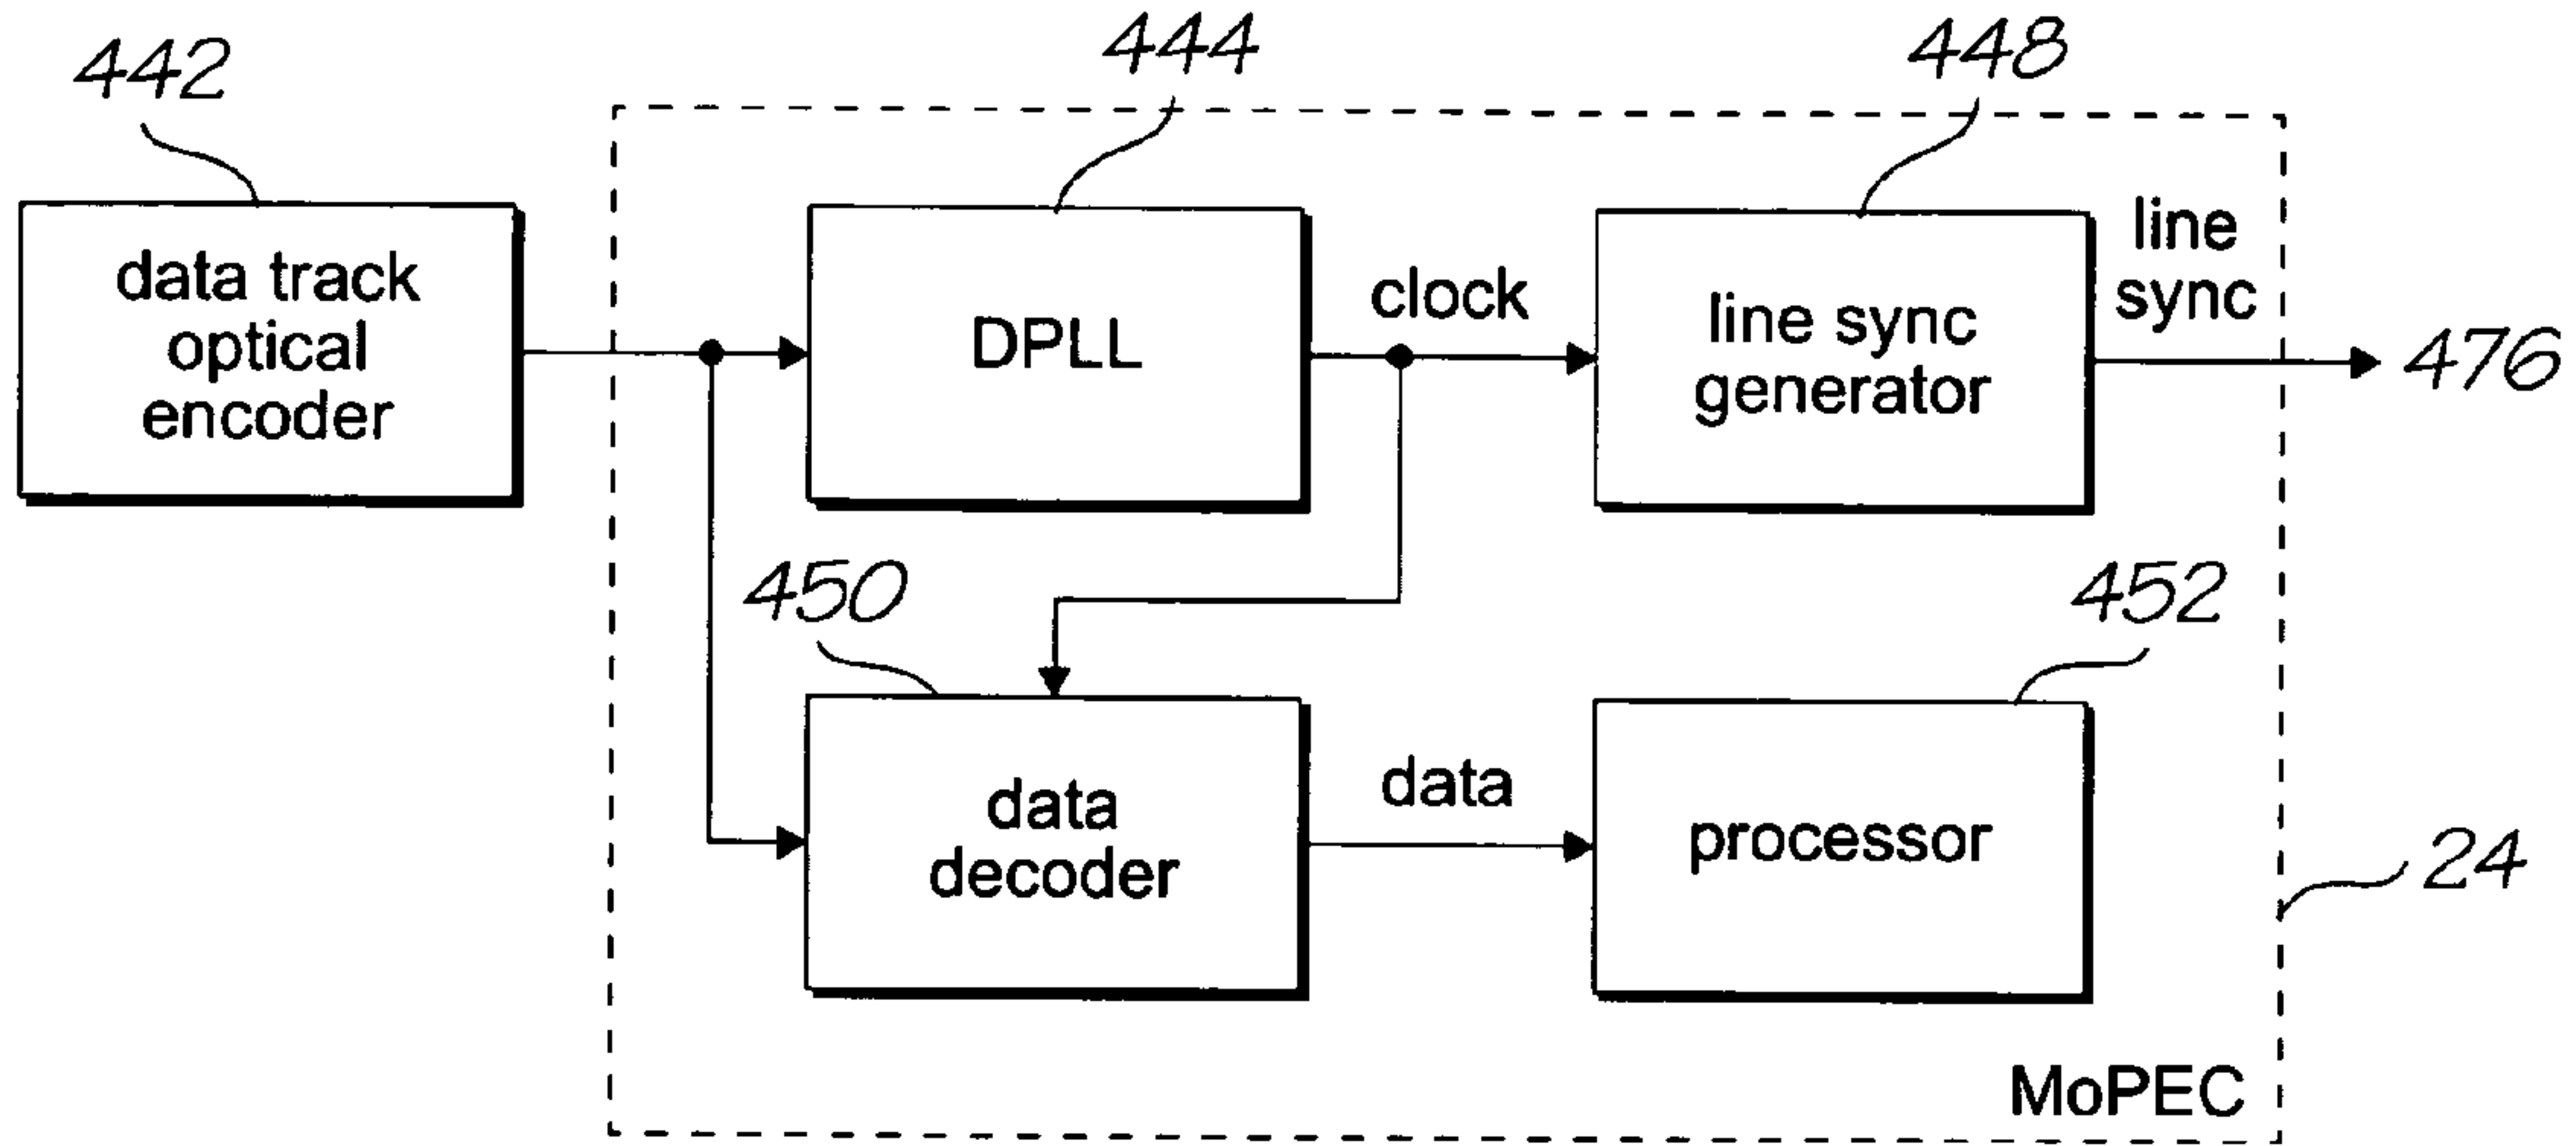 442
444
448
data track
optical
encoder
DPLL
clock
line sync
generator
line
sync
476
450
452
data
decoder
data
processor
24
MoPEC